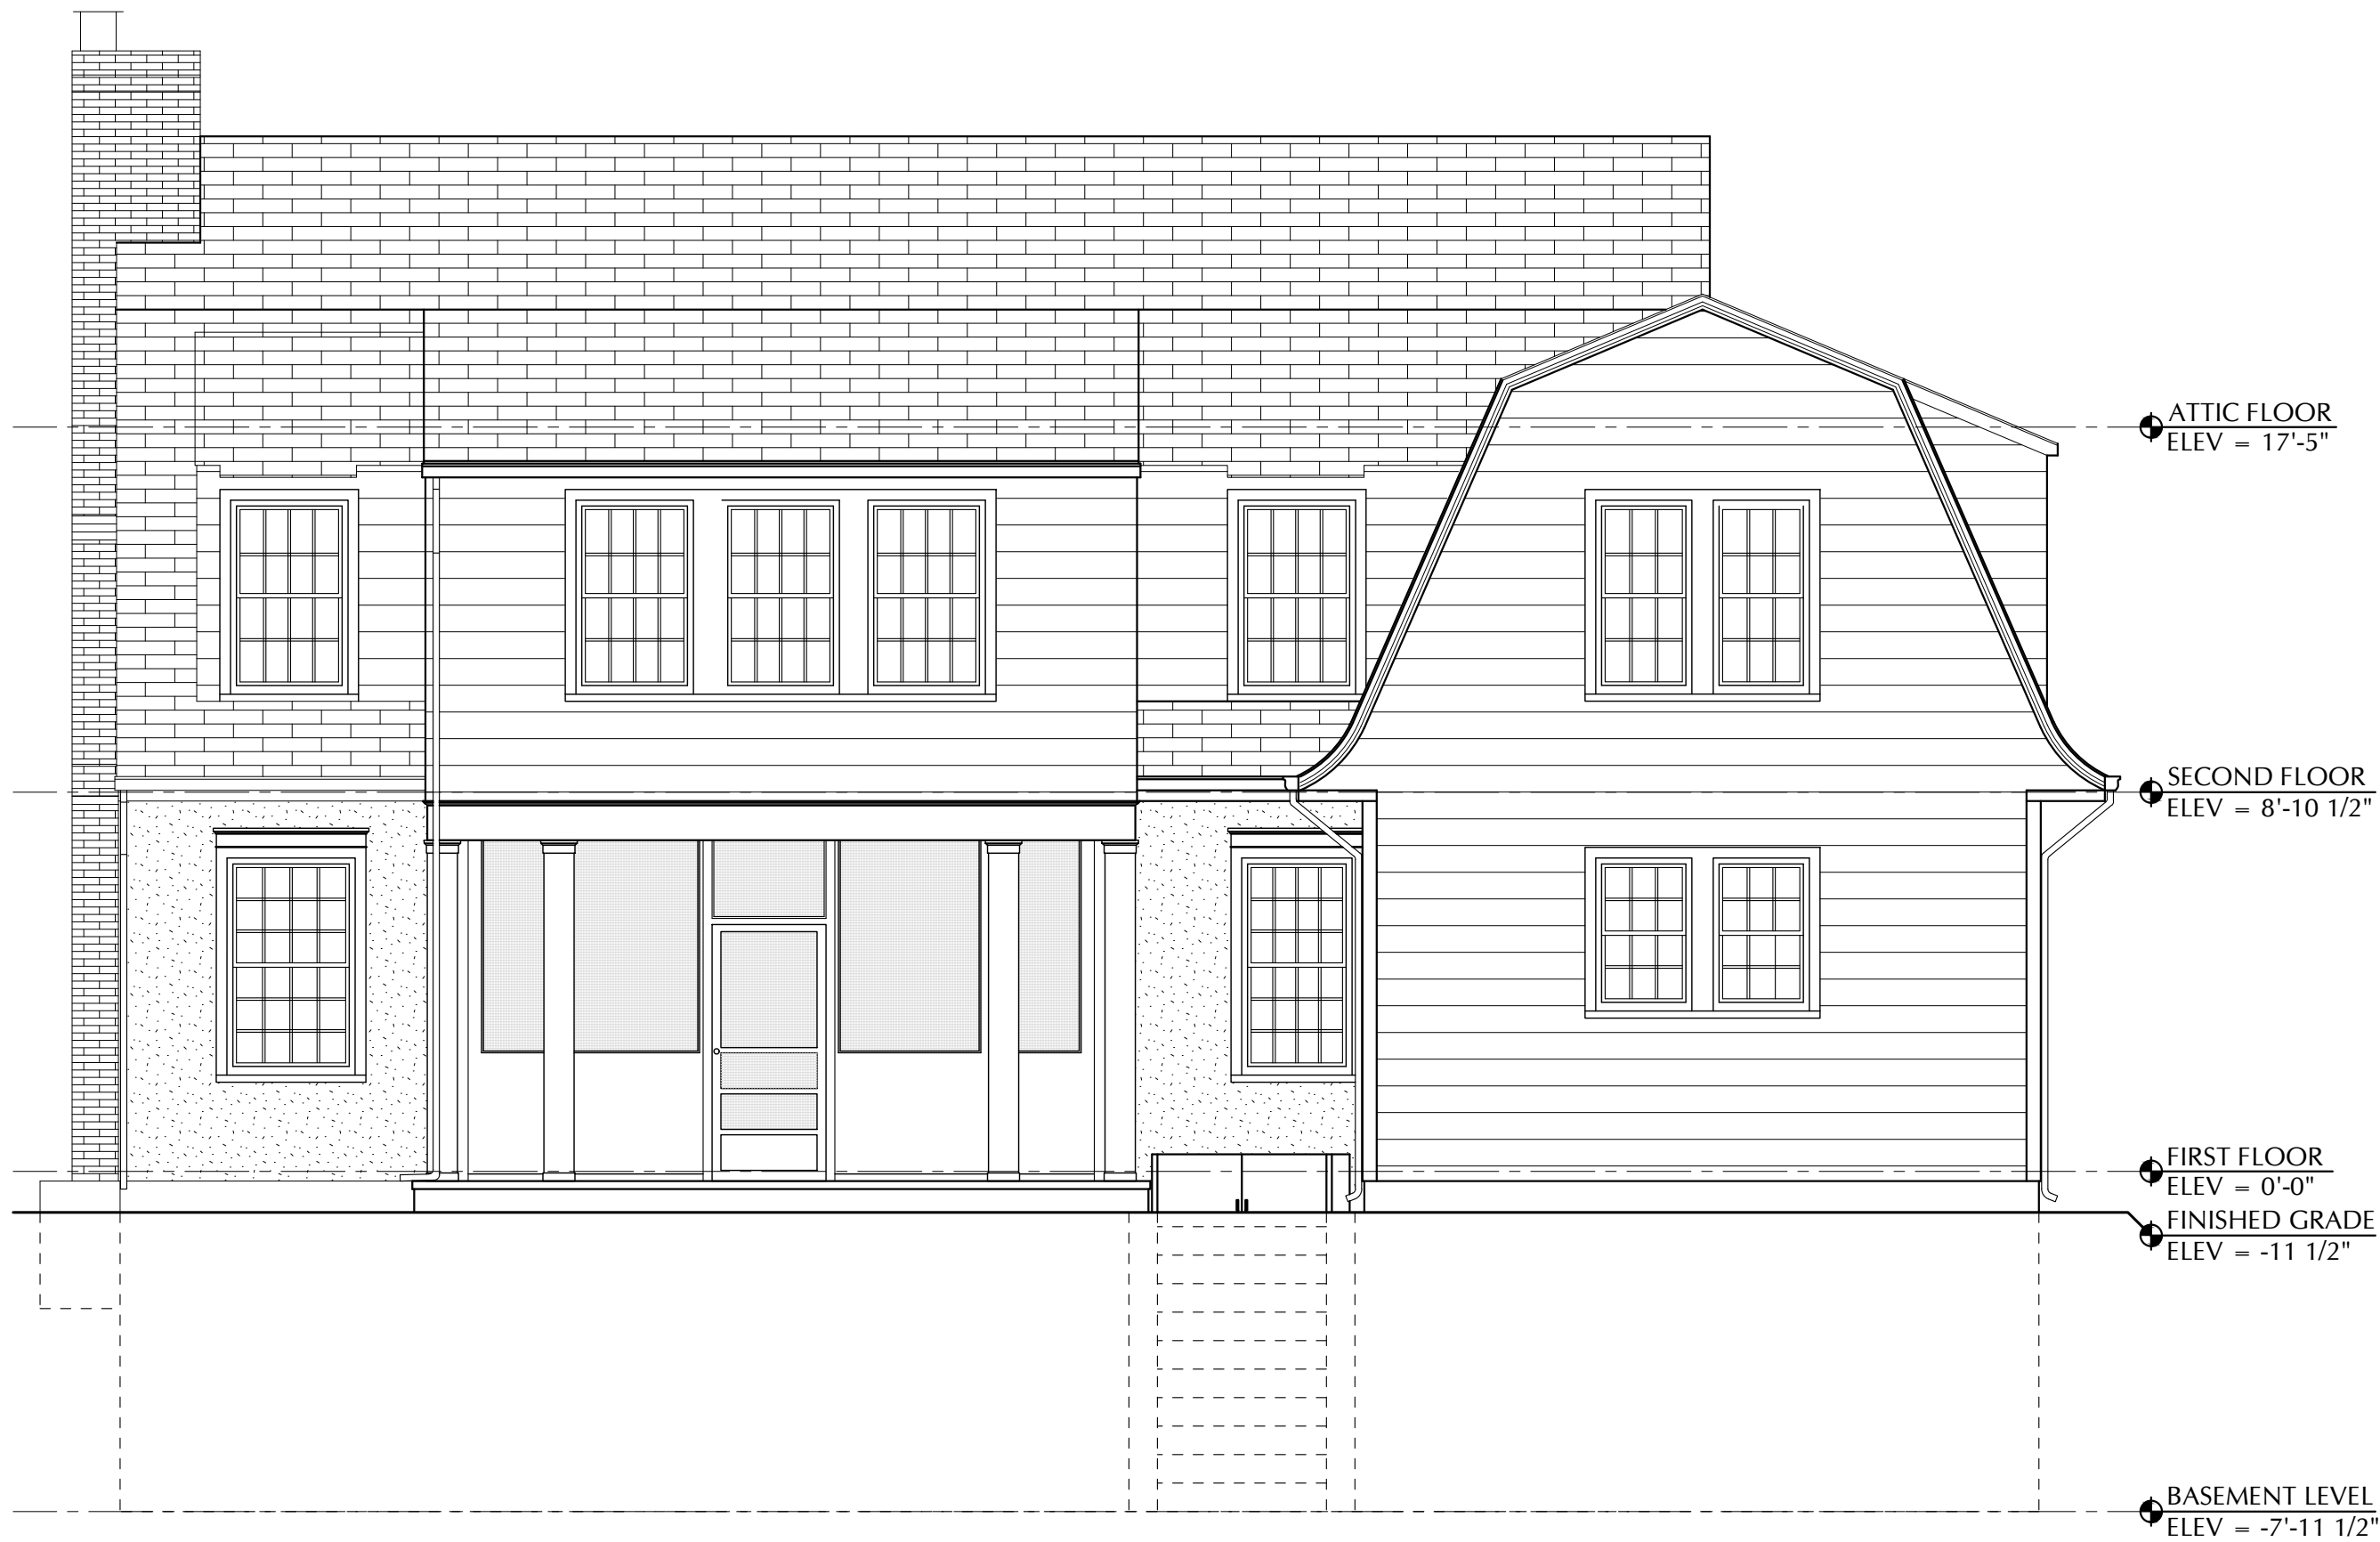 ATTIC FLOOR
ELEV = 17'-5"
SECOND FLOOR
ELEV = 8'-10 1/2"
FIRST FLOOR
ELEV = 0'-0"
FINISHED GRADE
ELEV = -11 1/2"
BASEMENT LEVEL
ELEV = -7'-11 1/2"